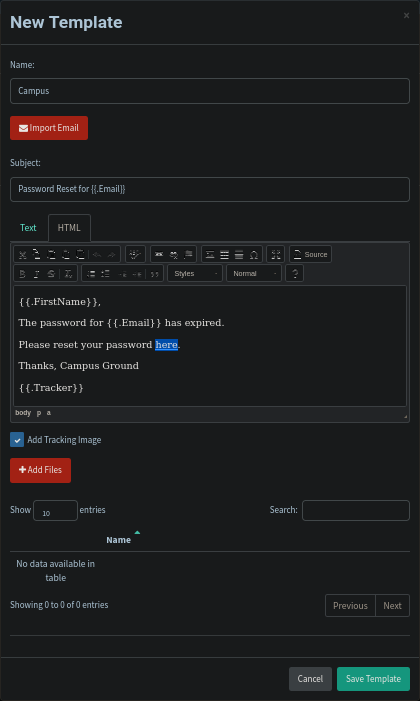 New Template
×
Name:
Campus
Import Email
Subject:
Password Reset for {{.Email}}
Text HTML
Source
Styles Normal ?
{{.FirstName}},
The password for {{.Email}} has expired.
Please reset your password here.
Thanks, Campus Ground
{{.Tracker}}
body p a
Add Tracking Image
+ Add Files
Show 10 entries Search:
Name
No data available in
table
Showing 0 to 0 of 0 entries
Previous Next
Cancel Save Template